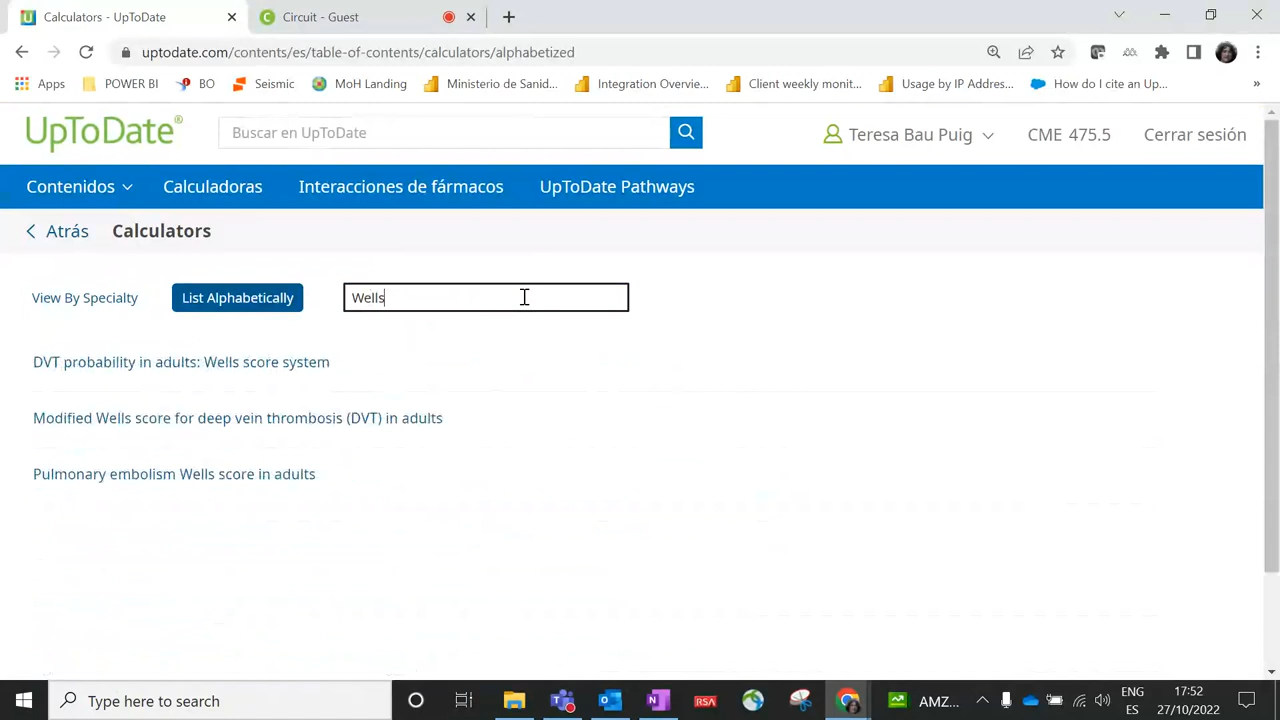 Calculators - UpToDate
Circuit - Guest
uptodate.com/contents/es/table-of-contents/calculators/alphabetized
Apps POWER BI BO Seismic MoH Landing Ministerio de Sanid... Integration Overvie... Client weekly monit... Usage by IP Addres... How do I cite an Up... »
UpToDate®
Buscar en UpToDate
Teresa Bau Puig
CME 475.5
Cerrar sesión
Contenidos Calculadoras Interacciones de fármacos UpToDate Pathways
Atrás Calculators
View By Specialty List Alphabetically Wells
DVT probability in adults: Wells score system
Modified Wells score for deep vein thrombosis (DVT) in adults
Pulmonary embolism Wells score in adults
Type here to search
RSA
AMZ...
ENG
ES
17:52
27/10/2022